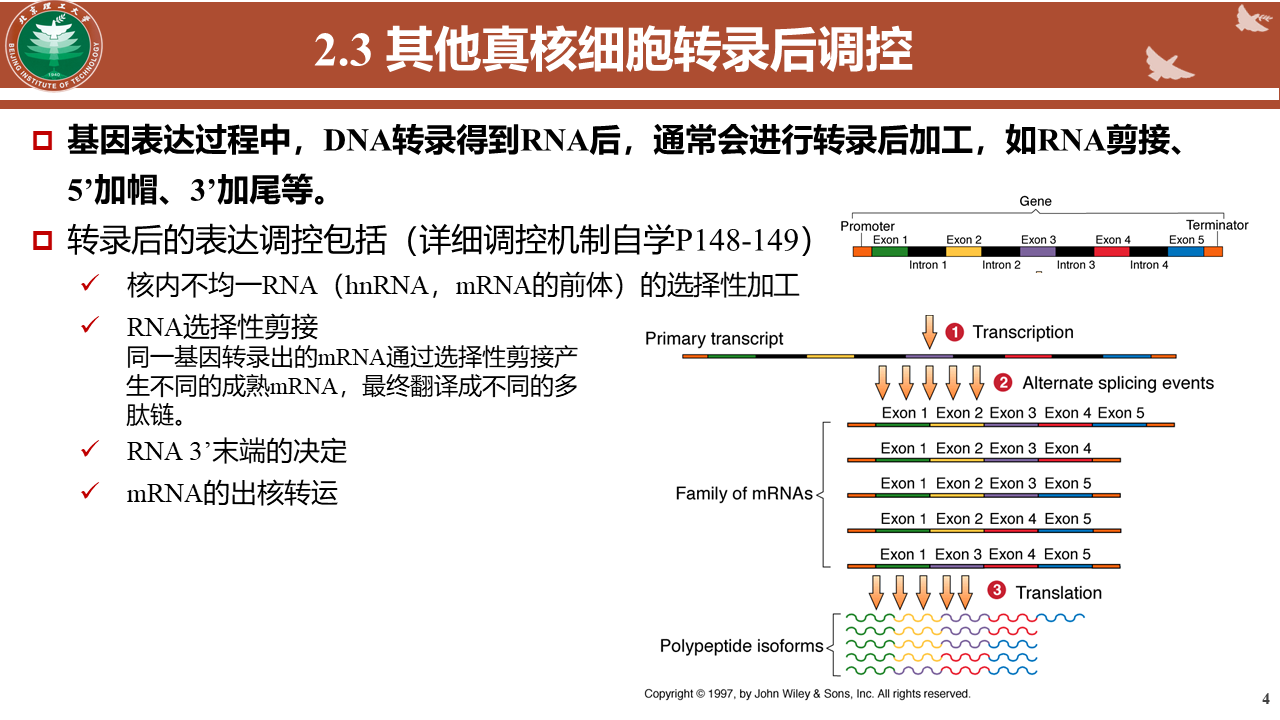 北京理工大学
BEIJING INSTITUTE OF TECHNOLOGY
1940
2.3 其他真核细胞转录后调控
基因表达过程中，DNA转录得到RNA后，通常会进行转录后加工，如RNA剪接、
5’加帽、3’加尾等。
转录后的表达调控包括（详细调控机制自学P148-149）
核内不均一RNA（hnRNA，mRNA的前体）的选择性加工
RNA选择性剪接
同一基因转录出的mRNA通过选择性剪接产
生不同的成熟mRNA，最终翻译成不同的多
肽链。
RNA 3’末端的决定
mRNA的出核转运
Gene
Promoter Terminator
Exon 1 Exon 2 Exon 3 Exon 4 Exon 5
Intron 1 Intron 2 Intron 3 Intron 4
1 Transcription
Primary transcript
2 Alternate splicing events
Exon 1 Exon 2 Exon 3 Exon 4 Exon 5
Exon 1 Exon 2 Exon 3 Exon 4
Exon 1 Exon 2 Exon 3 Exon 5
Family of mRNAs
Exon 1 Exon 2 Exon 4 Exon 5
Exon 1 Exon 3 Exon 4 Exon 5
3 Translation
Polypeptide isoforms
Copyright © 1997, by John Wiley & Sons, Inc. All rights reserved.
4